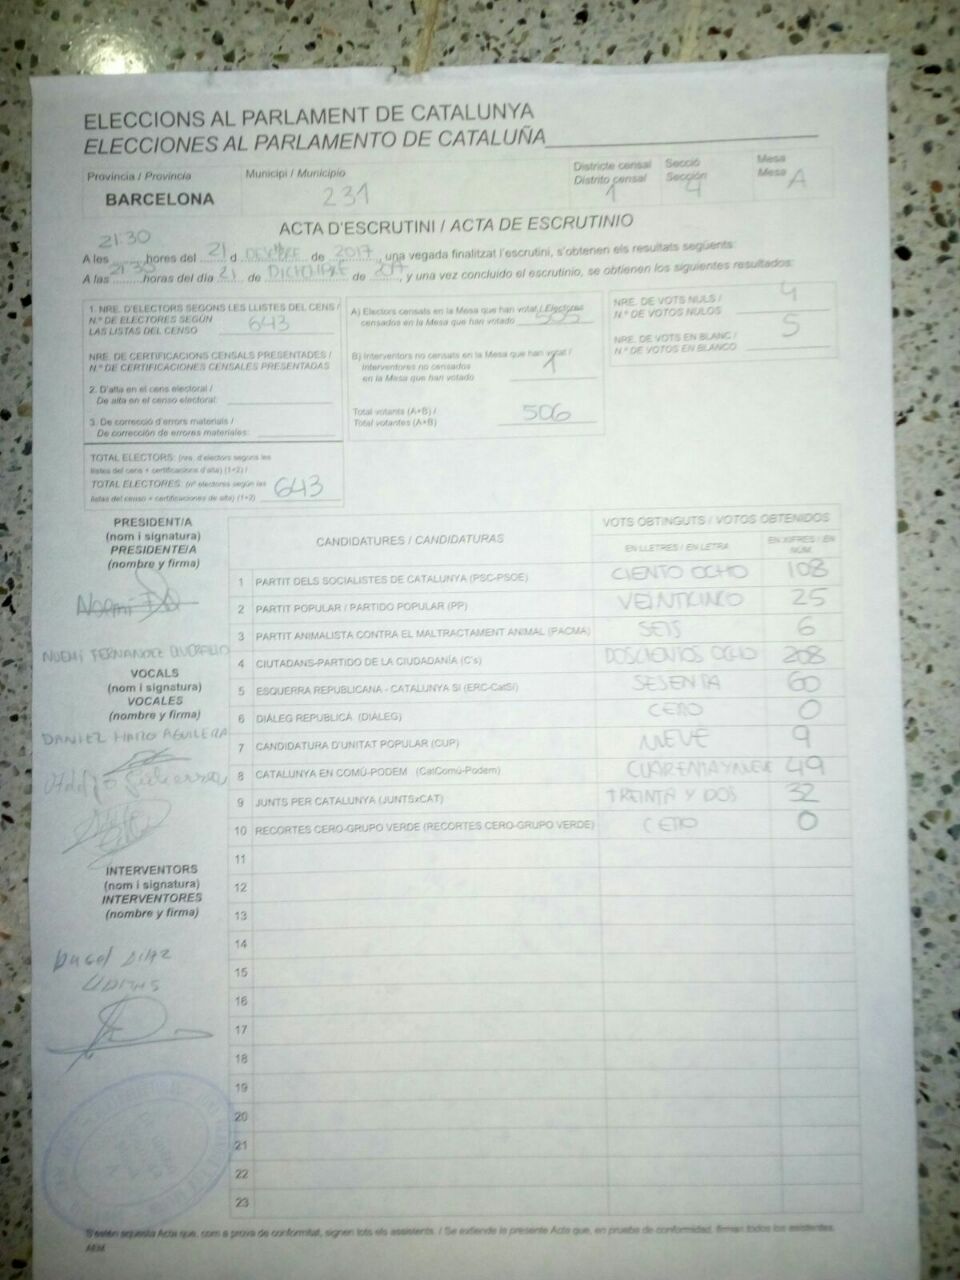 ELECCIONS AL PARLAMENT DE CATALUNYA
ELECCIONES AL PARLAMENTO DE CATALUÑA
Província / Provincia
BARCELONA
Municipi / Municipio
231
Districte censal
Distrito censal
1
Secció
Sección
4
Mesa
Mesa
A
ACTA D'ESCRUTINI / ACTA DE ESCRUTINIO
21:30
A les hores del 21 d de 2017, una vegada finalitzat l'escrutini, s'obtenen els resultats següents:
A las 21:30 horas del día 21 de DICIEMBRE de 2017, y una vez concluido el escrutinio, se obtienen los siguientes resultados:
1. NRE. D'ELECTORS SEGONS LES LLISTES DEL CENS /
N.º DE ELECTORES SEGÚN
LAS LISTAS DEL CENSO 643
NRE. DE CERTIFICACIONS CENSALS PRESENTADES /
N.º DE CERTIFICACIONES CENSALES PRESENTADAS
2. D'alta en el cens electoral /
De alta en el censo electoral:
3. De correcció d'errors materials /
De corrección de errores materiales:
TOTAL ELECTORS: (nre. d'electors segons les
llistes del cens + certificacions d'alta) (1+2) /
TOTAL ELECTORES: (nº electores según las
listas del censo + certificaciones de alta) (1+2) 643
A) Electors censats en la Mesa que han votat / Electores
censados en la Mesa que han votado 505
B) Interventors no censats en la Mesa que han votat /
Interventores no censados
en la Mesa que han votado 1
Total votants (A+B) /
Total votantes (A+B) 506
NRE. DE VOTS NULS /
N.º DE VOTOS NULOS 4
NRE. DE VOTS EN BLANC /
N.º DE VOTOS EN BLANCO 5
PRESIDENT/A
(nom i signatura)
PRESIDENTE/A
(nombre y firma)
Noemi
NOEMI FERNANDEZ
VOCALS
(nom i signatura)
VOCALES
(nombre y firma)
DANIEL HARO AGUILERA
INTERVENTORS
(nom i signatura)
INTERVENTORES
(nombre y firma)
CANDIDATURES / CANDIDATURAS
VOTS OBTINGUTS / VOTOS OBTENIDOS
EN LLETRES / EN LETRA
EN XIFRES / EN NÚM.
1 PARTIT DELS SOCIALISTES DE CATALUNYA (PSC-PSOE) CIENTO OCHO 108
2 PARTIT POPULAR / PARTIDO POPULAR (PP) VEINTICINCO 25
3 PARTIT ANIMALISTA CONTRA EL MALTRACTAMENT ANIMAL (PACMA) SEIS 6
4 CIUTADANS-PARTIDO DE LA CIUDADANÍA (C's) DOSCIENTOS OCHO 208
5 ESQUERRA REPUBLICANA - CATALUNYA SI (ERC-CatSí) SESENTA 60
6 DIÀLEG REPUBLICÀ (DIÀLEG) CERO 0
7 CANDIDATURA D'UNITAT POPULAR (CUP) NUEVE 9
8 CATALUNYA EN COMÚ-PODEM (CatComú-Podem) CUARENTA Y NUEVE 49
9 JUNTS PER CATALUNYA (JUNTSxCAT) TREINTA Y DOS 32
10 RECORTES CERO-GRUPO VERDE (RECORTES CERO-GRUPO VERDE) CERO 0
11
12
13
14
15
16
17
18
19
20
21
22
23
S'estén aquesta Acta que, com a prova de conformitat, signen tots els assistents. / Se extiende la presente Acta que, en prueba de conformidad, firman todos los asistentes.